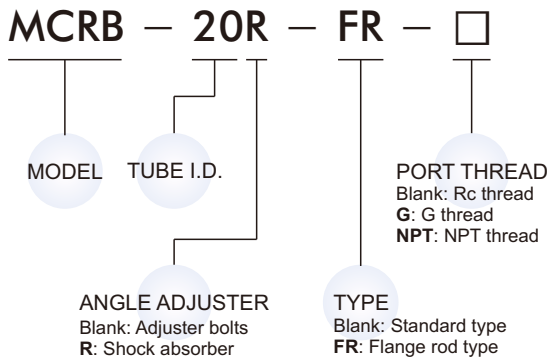 MCRB – 20R – FR – □
MODEL
TUBE I.D.
PORT THREAD
Blank: Rc thread
G: G thread
NPT: NPT thread
ANGLE ADJUSTER
Blank: Adjuster bolts
R: Shock absorber
TYPE
Blank: Standard type
FR: Flange rod type